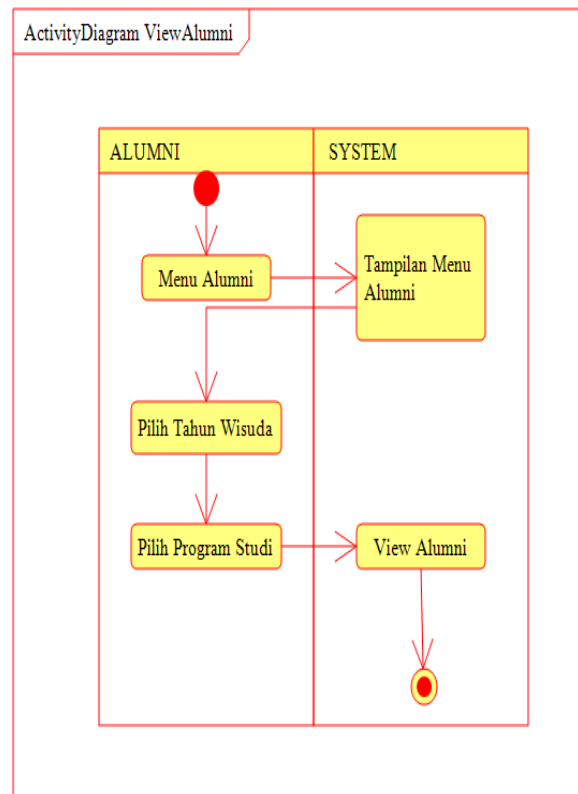 ActivityDiagram ViewAlumni
ALUMNI
SYSTEM
Menu Alumni
Tampilan Menu
Alumni
Pilih Tahun Wisuda
Pilih Program Studi
View Alumni